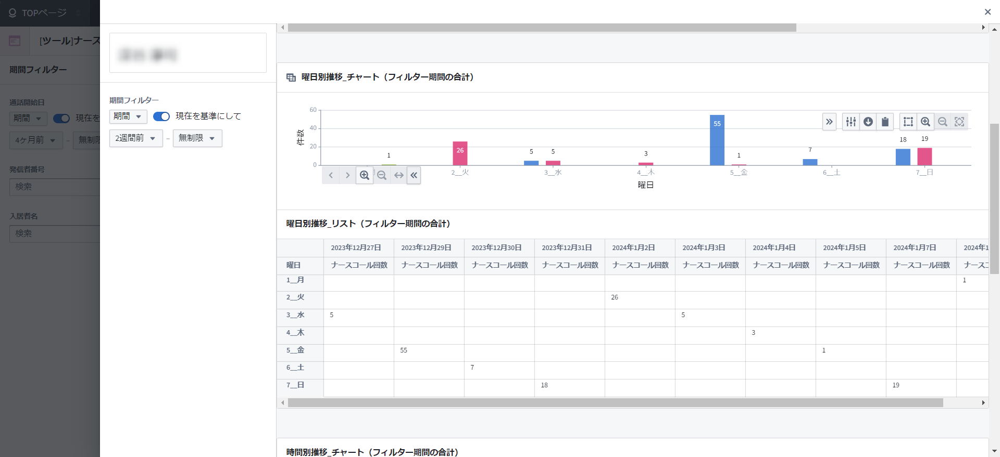 TOPページ
[ツール]ナース
期間フィルター
通話開始日
期間
現在を
4ケ月前
-
無制限
発信者番号
検索
入居者名
検索
期間フィルター
期間
現在を基準にして
2週間前
–
無制限
曜日別推移_チャート（フィルター期間の合計）
件数
60
40
20
0
1
26
5
5
3
55
1
7
18
19
月
2__火
3__水
4__木
5__金
6__土
7__日
曜日
曜日別推移_リスト（フィルター期間の合計）
2023年12月27日 2023年12月29日 2023年12月30日 2023年12月31日 2024年1月2日 2024年1月3日 2024年1月4日 2024年1月5日 2024年1月7日 2024年1
曜日 ナースコール回数 ナースコール回数 ナースコール回数 ナースコール回数 ナースコール回数 ナースコール回数 ナースコール回数 ナースコール回数 ナースコール回数 ナースコ
1__月 1
2__火 26
3__水 5 5
4__木 3
5__金 55 1
6__土 7
7__日 18 19
時間別推移_チャート（フィルター期間の合計）